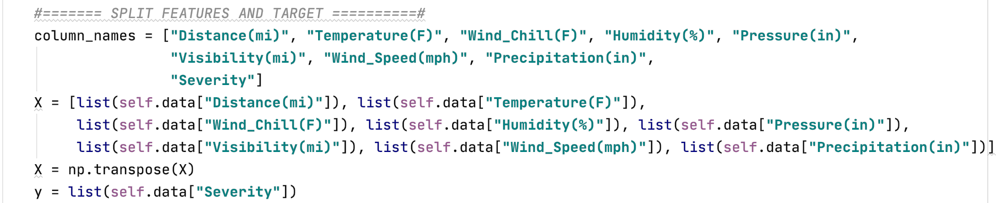 #======= SPLIT FEATURES AND TARGET ==========#
column_names = ["Distance(mi)", "Temperature(F)", "Wind_Chill(F)", "Humidity(%)", "Pressure(in)",
"Visibility(mi)", "Wind_Speed(mph)", "Precipitation(in)",
"Severity"]
X = [list(self.data["Distance(mi)"]), list(self.data["Temperature(F)"]),
list(self.data["Wind_Chill(F)"]), list(self.data["Humidity(%)"]), list(self.data["Pressure(in)"]),
list(self.data["Visibility(mi)"]), list(self.data["Wind_Speed(mph)"]), list(self.data["Precipitation(in)"])]
X = np.transpose(X)
y = list(self.data["Severity"])